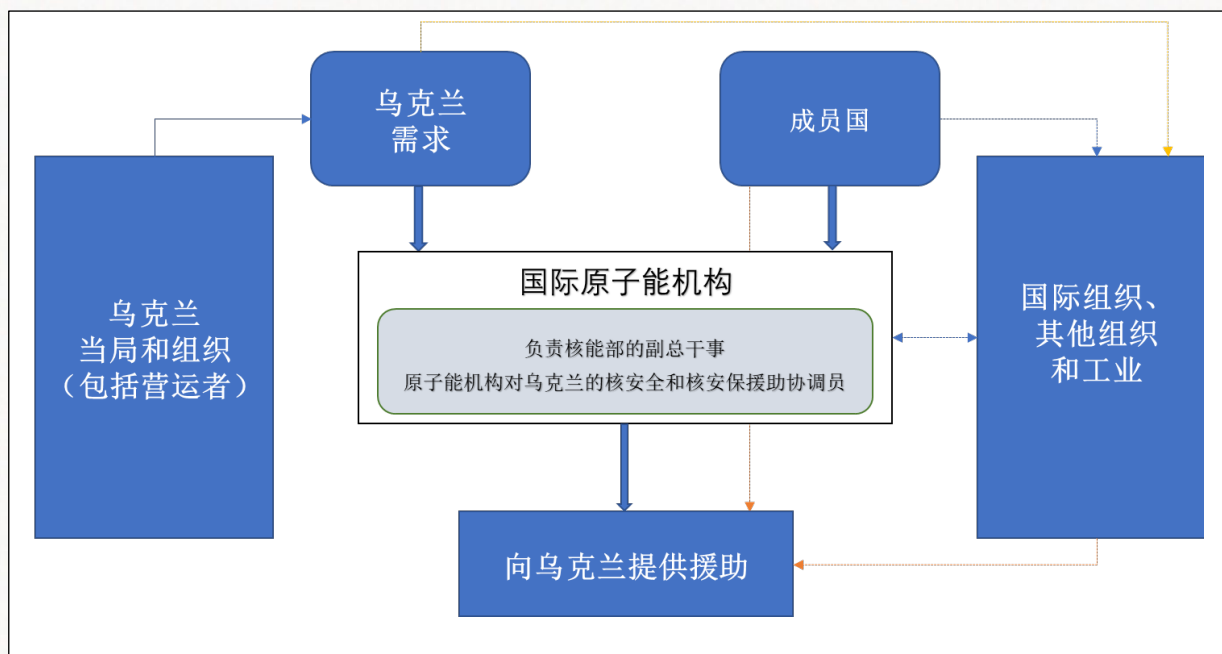 乌克兰
需求
成员国
乌克兰
当局和组织
（包括营运者）
国际原子能机构
负责核能部的副总干事
原子能机构对乌克兰的核安全和核安保援助协调员
国际组织、
其他组织
和工业
向乌克兰提供援助